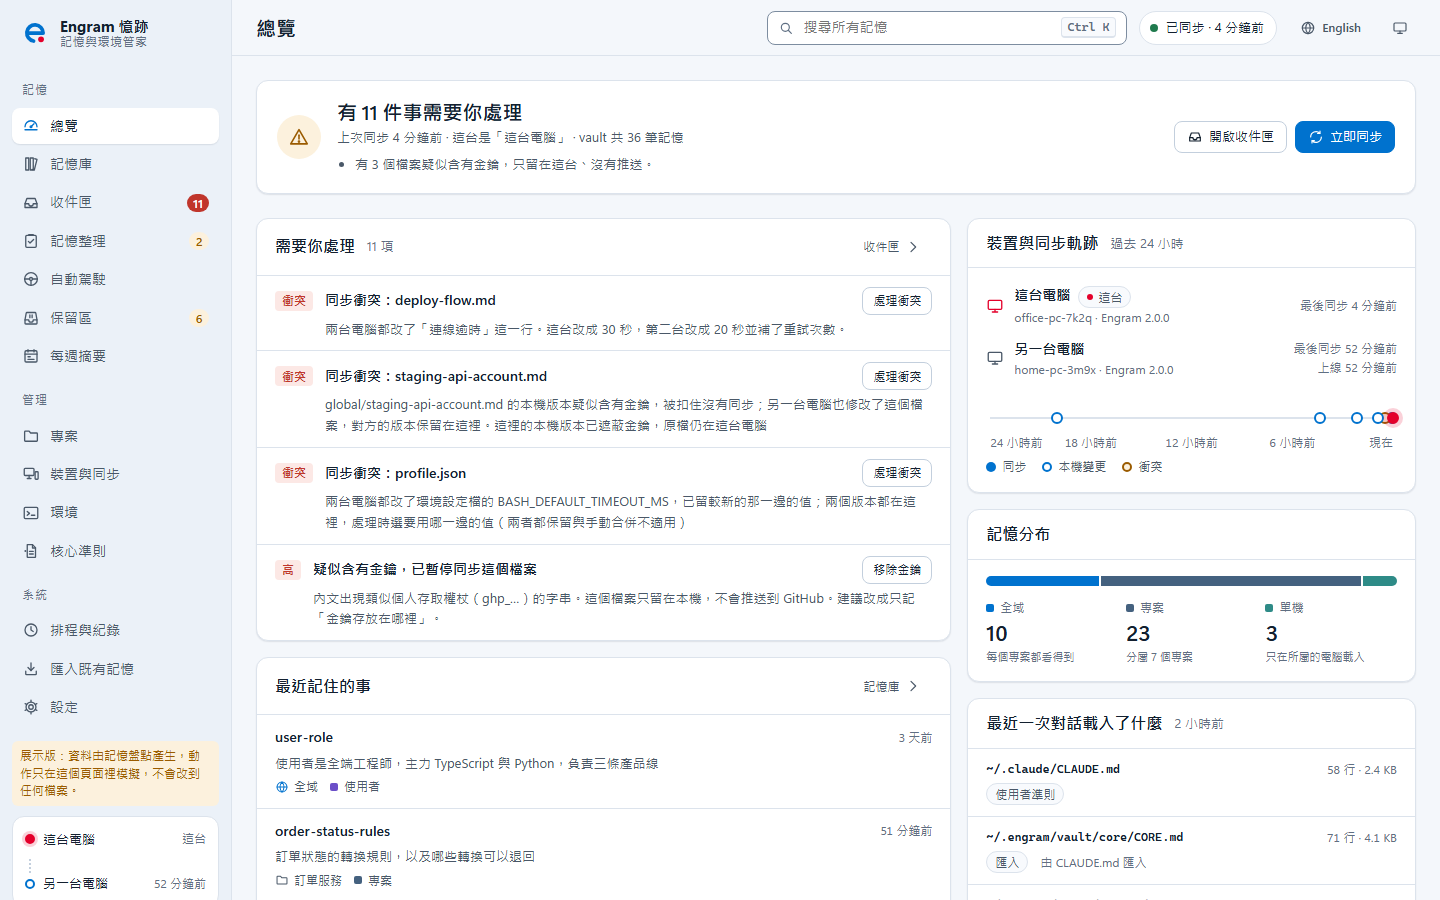 Engram 憶跡
記憶與環境管家
記憶
總覽
記憶庫
收件匣 11
記憶整理 2
自動駕駛
保留區 6
每週摘要
管理
專案
裝置與同步
環境
核心準則
系統
排程與紀錄
匯入既有記憶
設定
展示版：資料由記憶盤點產生，動
作只在這個頁面裡模擬，不會改到
任何檔案。
這台電腦 這台
另一台電腦 52 分鐘前
總覽
搜尋所有記憶 Ctrl K
已同步 · 4 分鐘前
English
有 11 件事需要你處理
上次同步 4 分鐘前 · 這台是「這台電腦」 · vault 共 36 筆記憶
有 3 個檔案疑似含有金鑰，只留在這台、沒有推送。
開啟收件匣
立即同步
需要你處理 11 項
收件匣
衝突 同步衝突：deploy-flow.md
處理衝突
兩台電腦都改了「連線逾時」這一行。這台改成 30 秒，第二台改成 20 秒並補了重試次數。
衝突 同步衝突：staging-api-account.md
處理衝突
global/staging-api-account.md 的本機版本疑似含有金鑰，被扣住沒有同步；另一台電腦也修改了這個檔
案，對方的版本保留在這裡。這裡的本機版本已遮蔽金鑰，原檔仍在這台電腦
衝突 同步衝突：profile.json
處理衝突
兩台電腦都改了環境設定檔的 BASH_DEFAULT_TIMEOUT_MS，已留較新的那一邊的值；兩個版本都在這
裡，處理時選要用哪一邊的值（兩者都保留與手動合併不適用）
高 疑似含有金鑰，已暫停同步這個檔案
移除金鑰
內文出現類似個人存取權杖（ghp_…）的字串。這個檔案只留在本機，不會推送到 GitHub。建議改成只記
「金鑰存放在哪裡」。
最近記住的事
記憶庫
user-role 3 天前
使用者是全端工程師，主力 TypeScript 與 Python，負責三條產品線
全域 使用者
order-status-rules 51 分鐘前
訂單狀態的轉換規則，以及哪些轉換可以退回
訂單服務 專案
裝置與同步軌跡 過去 24 小時
這台電腦 這台
最後同步 4 分鐘前
office-pc-7k2q · Engram 2.0.0
另一台電腦
最後同步 52 分鐘前
home-pc-3m9x · Engram 2.0.0
上線 52 分鐘前
24 小時前 18 小時前 12 小時前 6 小時前 現在
同步 本機變更 衝突
記憶分布
全域 專案 單機
10 23 3
每個專案都看得到 分屬 7 個專案 只在所屬的電腦載入
最近一次對話載入了什麼 2 小時前
~/.claude/CLAUDE.md 58 行 · 2.4 KB
使用者準則
~/.engram/vault/core/CORE.md 71 行 · 4.1 KB
匯入 由 CLAUDE.md 匯入